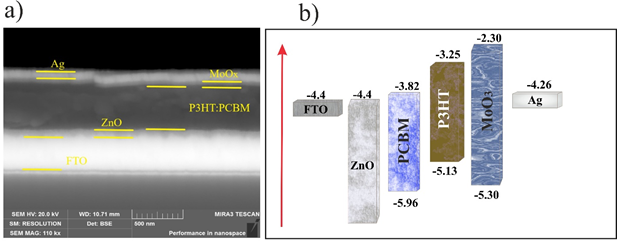 a)
Ag
MoOx
P3HT:PCBM
ZnO
FTO
SEM HV: 20.0 kV
WD: 10.71 mm
MIRA3 TESCAN
SM: RESOLUTION
Det: BSE
500 nm
SEM MAG: 110 kx
Performance in nanospace
b)
-2.30
-3.25
-3.82
-4.4
-4.4
-4.26
FTO
ZnO
PCBM
P3HT
MoO3
Ag
-5.13
-5.30
-5.96